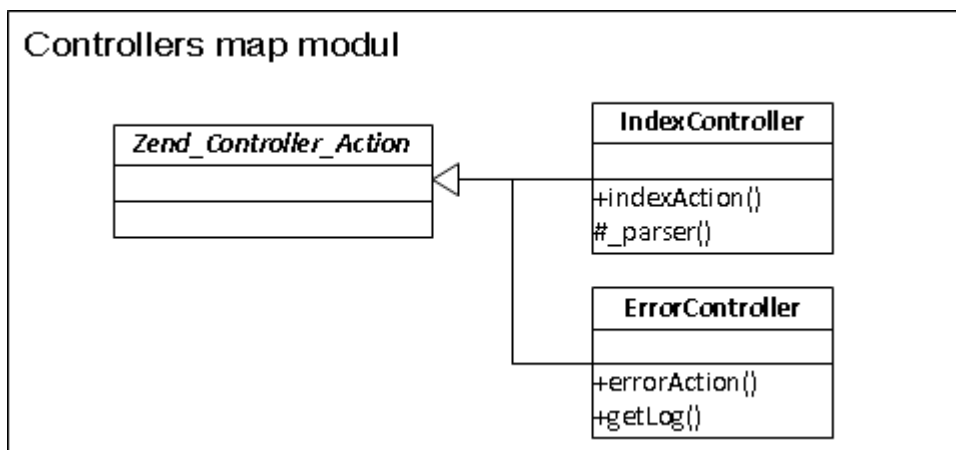 Controllers map modul
Zend_Controller_Action
IndexController
+indexAction()
#_parser()
ErrorController
+errorAction()
+getLog()